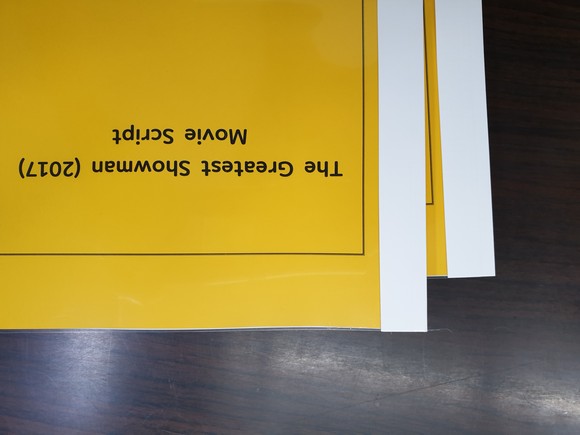 The Greatest Showman (2017)
Movie Script